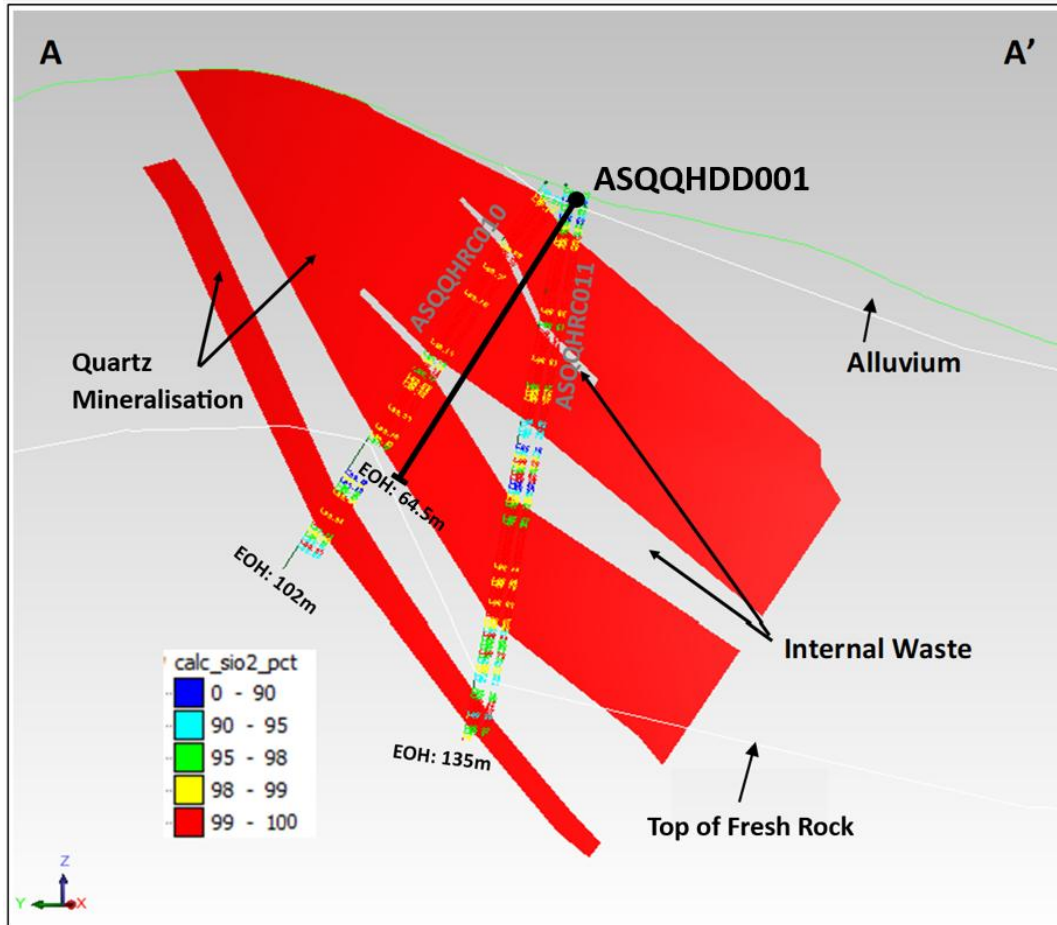 A
A’
ASQQHDD001
ASQQHRC010
ASQQHRC011
Quartz
Mineralisation
Alluvium
EOH: 64.5m
EOH: 102m
Internal Waste
calc_sio2_pct
0 - 90
90 - 95
95 - 98
98 - 99
99 - 100
EOH: 135m
Top of Fresh Rock
Z
Y
X